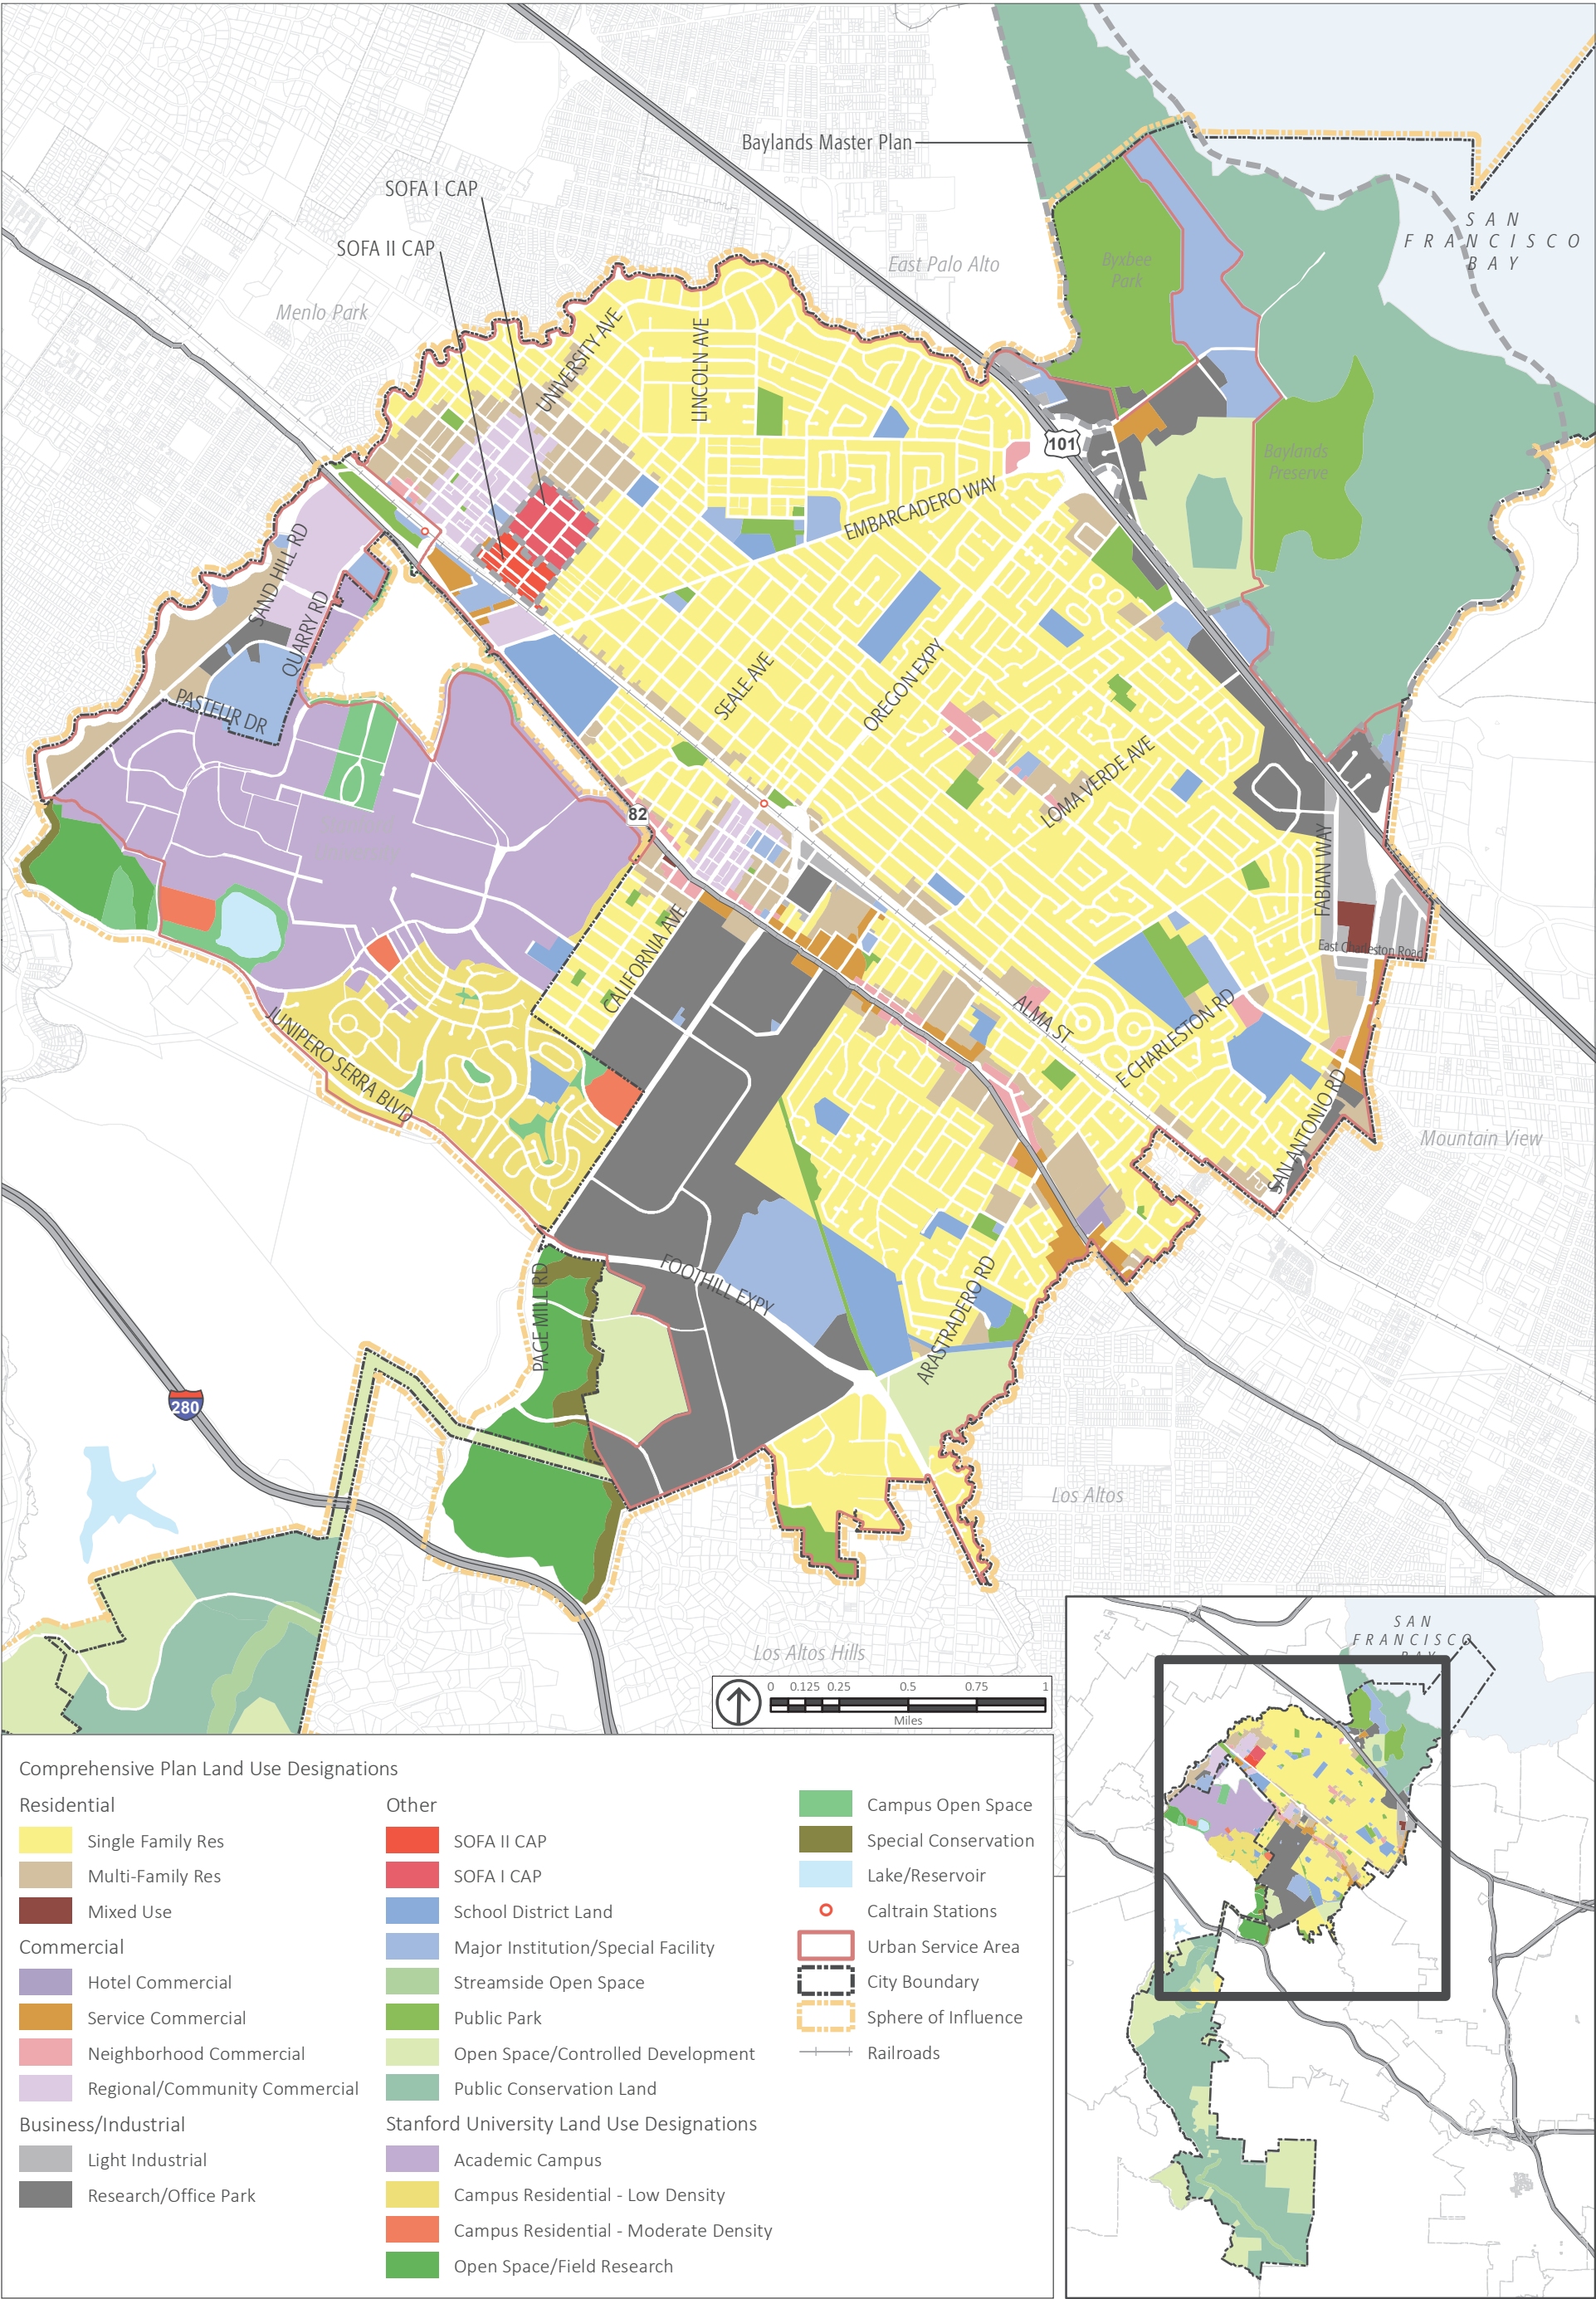 Baylands Master Plan
SOFA I CAP
SOFA II CAP
SAN
FRANCISCO
BAY
East Palo Alto
Byxbee
Park
Menlo Park
UNIVERSITY AVE
LINCOLN AVE
101
Baylands
Preserve
EMBARCADERO WAY
SAND HILL RD
QUARRY RD
PASTEUR DR
SEALE AVE
OREGON EXPY
LOMA VERDE AVE
82
FABIAN WAY
East Charleston Road
CALIFORNIA AVE
ALMA ST
E CHARLESTON RD
JUNIPERO SERRA BLVD
SAN ANTONIO RD
Mountain View
FOOTHILL EXPY
PAGE MILL RD
ARASTRADERO RD
280
Los Altos
Los Altos Hills
0 0.125 0.25 0.5 0.75 1
Miles
SAN
FRANCISCO
BAY
Comprehensive Plan Land Use Designations
Residential
Single Family Res
Multi-Family Res
Mixed Use
Commercial
Hotel Commercial
Service Commercial
Neighborhood Commercial
Regional/Community Commercial
Business/Industrial
Light Industrial
Research/Office Park
Other
SOFA II CAP
SOFA I CAP
School District Land
Major Institution/Special Facility
Streamside Open Space
Public Park
Open Space/Controlled Development
Public Conservation Land
Stanford University Land Use Designations
Academic Campus
Campus Residential - Low Density
Campus Residential - Moderate Density
Open Space/Field Research
Campus Open Space
Special Conservation
Lake/Reservoir
Caltrain Stations
Urban Service Area
City Boundary
Sphere of Influence
Railroads